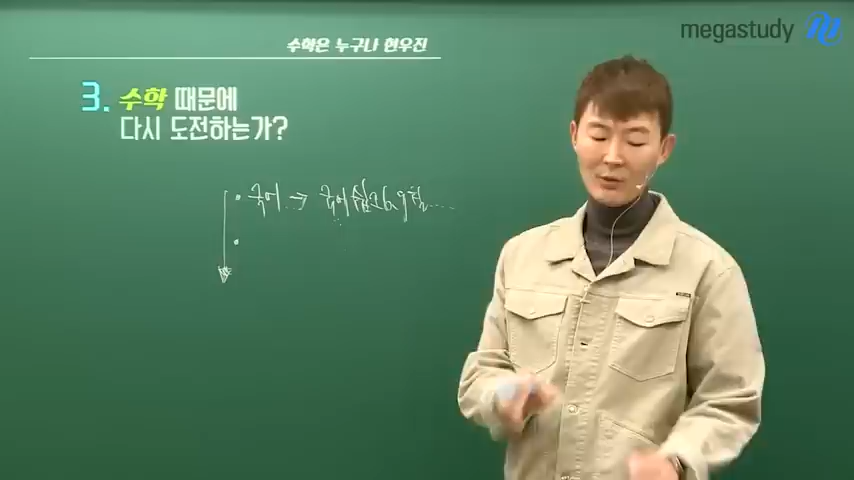 megastudy
수학은 누구나 현우진
3. 수학 때문에
다시 도전하는가?
국어 →